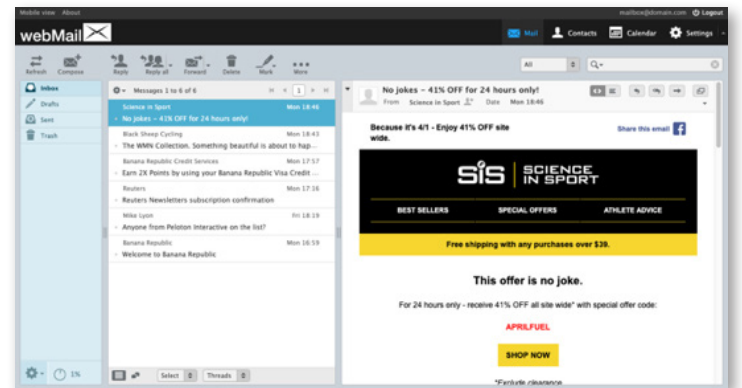 Mobile view About
mailbox@domain.com Logout
webMail
Mail Contacts Calendar Settings
Refresh Compose Reply Reply all Forward Delete Mark More
All
Inbox
Drafts
Sent
Trash
Messages 1 to 6 of 6
1
Science in Sport Mon 18:46
No jokes – 41% OFF for 24 hours only!
Black Sheep Cycling Mon 18:43
The WMN Collection. Something beautiful is about to hap...
Banana Republic Credit Services Mon 17:57
Earn 2X Points by using your Banana Republic Visa Credit ...
Reuters Mon 17:16
Reuters Newsletters subscription confirmation
Mike Lyon Fri 18:19
Anyone from Peloton Interactive on the list?
Banana Republic Mon 16:59
Welcome to Banana Republic
1%
Select Threads
No jokes – 41% OFF for 24 hours only!
From Science in Sport Date Mon 18:46
Because it's 4/1 - Enjoy 41% OFF site
wide.
Share this email
SiS SCIENCE
IN SPORT
BEST SELLERS SPECIAL OFFERS ATHLETE ADVICE
Free shipping with any purchases over $39.
This offer is no joke.
For 24 hours only - receive 41% OFF all site wide* with special offer code:
APRILFUEL
SHOP NOW
*Exclude clearance